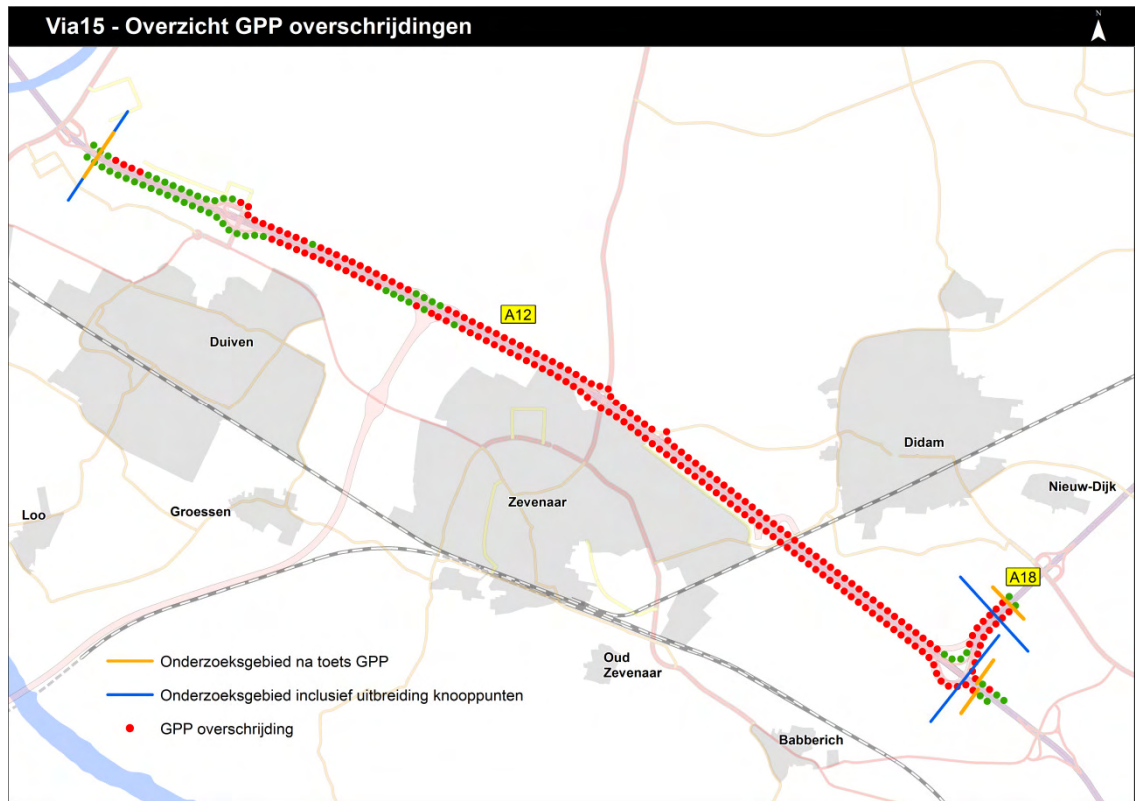 Via15 - Overzicht GPP overschrijdingen
N
A12
Duiven
Didam
Nieuw-Dijk
Zevenaar
Loo
Groessen
A18
Oud
Zevenaar
Onderzoeksgebied na toets GPP
Onderzoeksgebied inclusief uitbreiding knooppunten
GPP overschrijding
Babberich